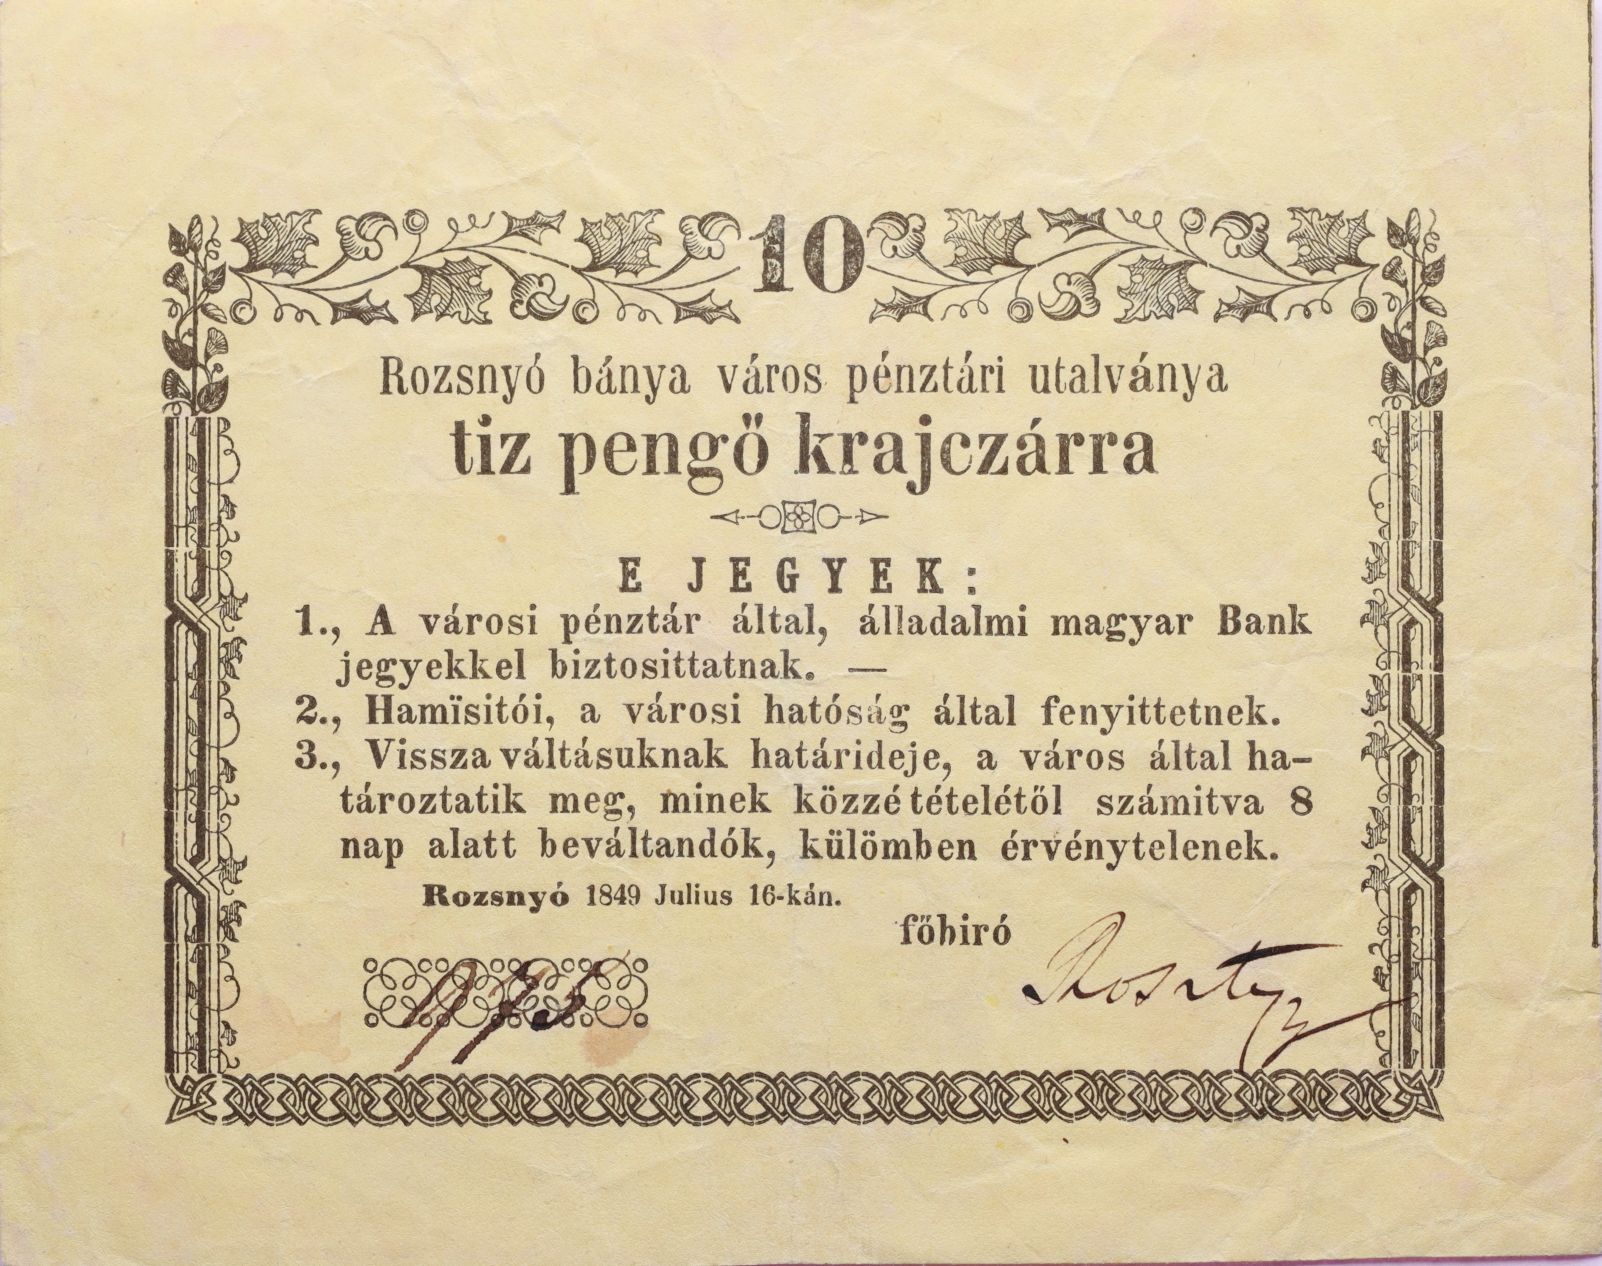 10
Rozsnyó bánya város pénztári utalványa
tiz pengö krajczárra
E JEGYEK:
1., A városi pénztár által, álladalmi magyar Bank
jegyekkel biztosittatnak. —
2., Hamïsitói, a városi hatóság által fenyittetnek.
3., Vissza váltásuknak határideje, a város által ha-
tároztatik meg, minek közzé tételétől számitva 8
nap alatt beváltandók, külömben érvénytelenek.
Rozsnyó 1849 Julius 16-kán.
főbiró